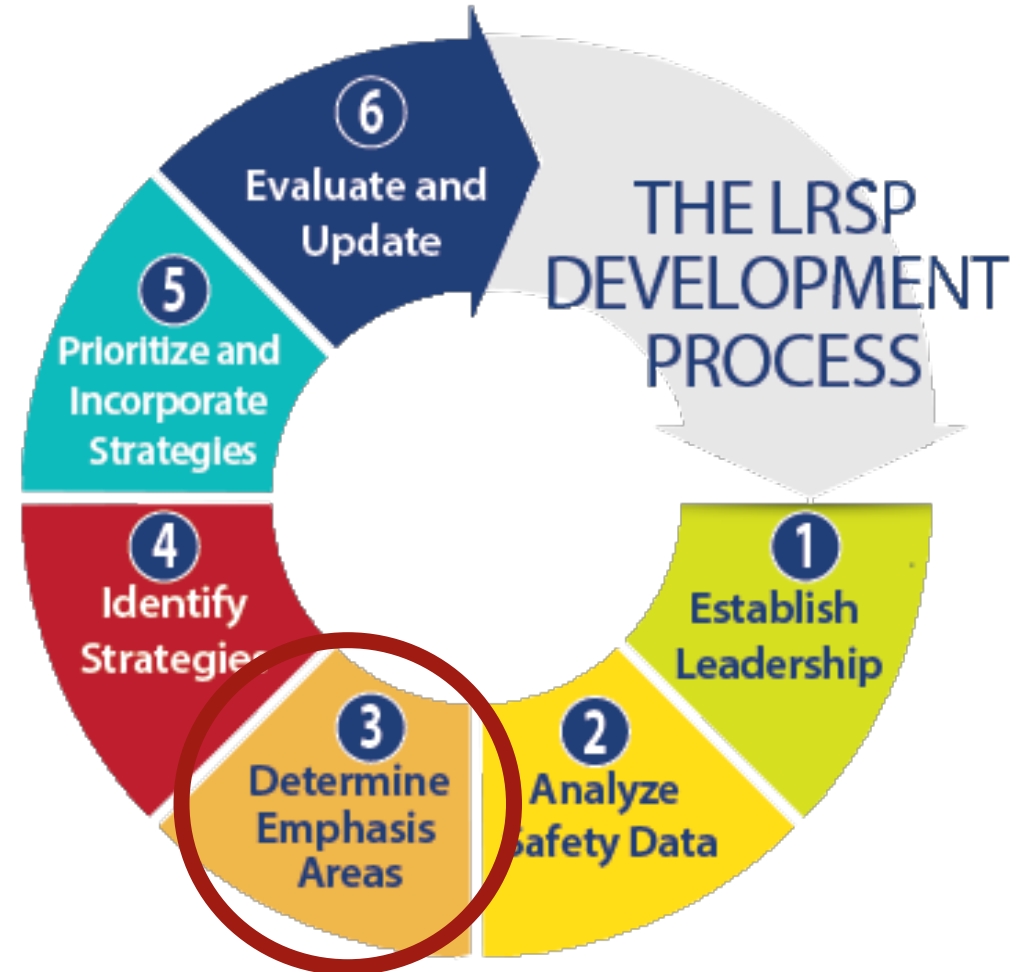 THE LRSP
DEVELOPMENT
PROCESS
1
Establish
Leadership
2
Analyze
Safety Data
3
Determine
Emphasis
Areas
4
Identify
Strategies
5
Prioritize and
Incorporate
Strategies
6
Evaluate and
Update